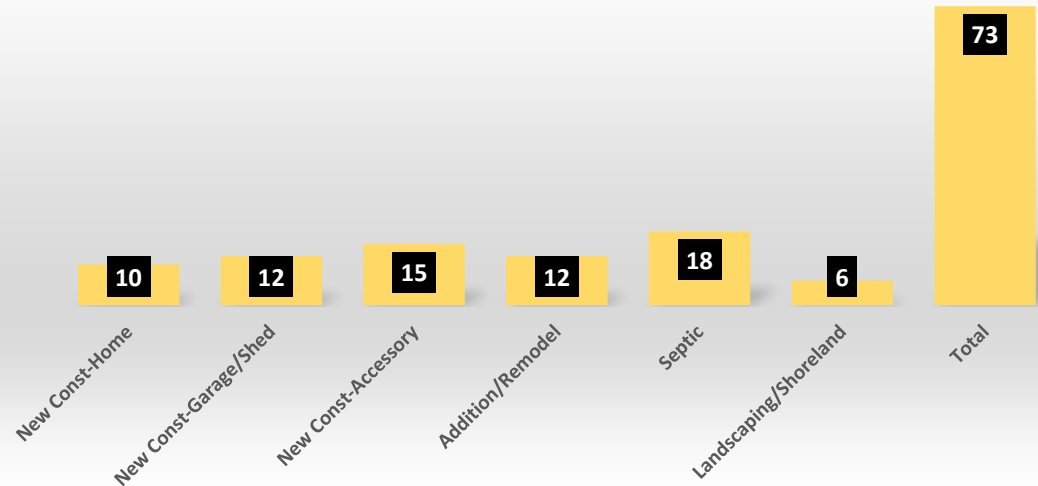 73
10
12
15
12
18
6
New Const-Home
New Const-Garage/Shed
New Const-Accessory
Addition/Remodel
Septic
Landscaping/Shoreland
Total